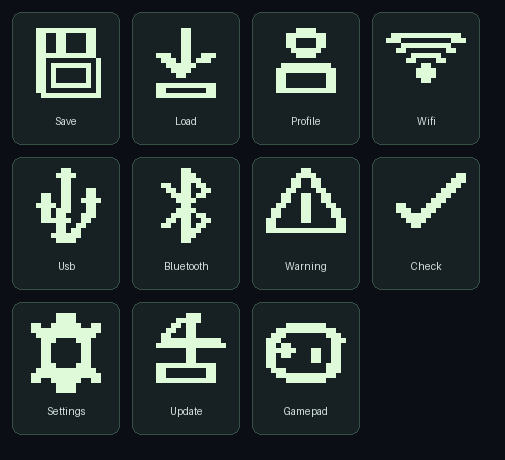 Save
Load
Profile
Wifi
Usb
Bluetooth
Warning
Check
Settings
Update
Gamepad